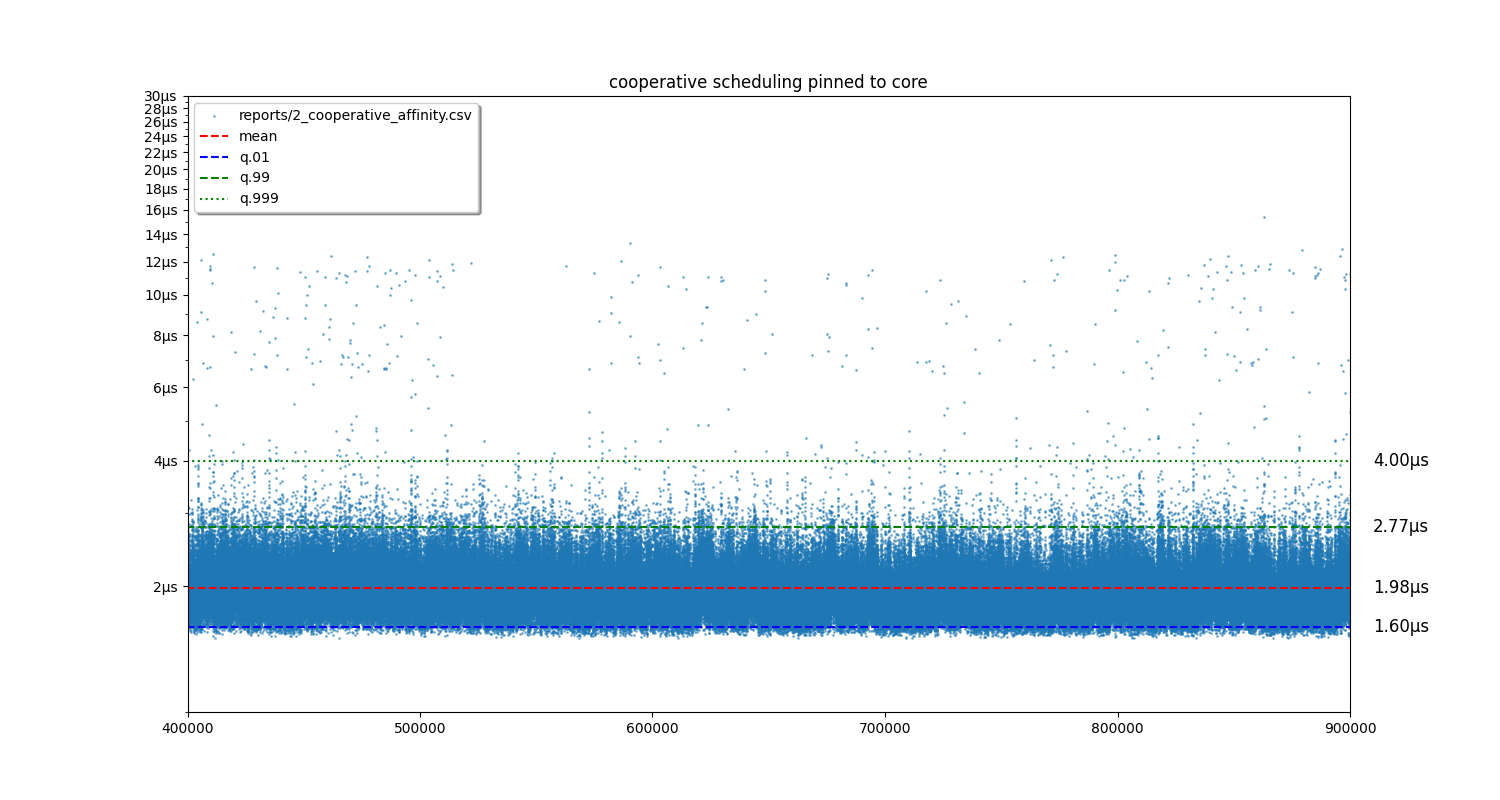 cooperative scheduling pinned to core
30μs
28μs
26μs
24μs
22μs
20μs
18μs
16μs
14μs
12μs
10μs
8μs
6μs
4μs
2μs
reports/2_cooperative_affinity.csv
mean
q.01
q.99
q.999
4.00μs
2.77μs
1.98μs
1.60μs
400000 500000 600000 700000 800000 900000